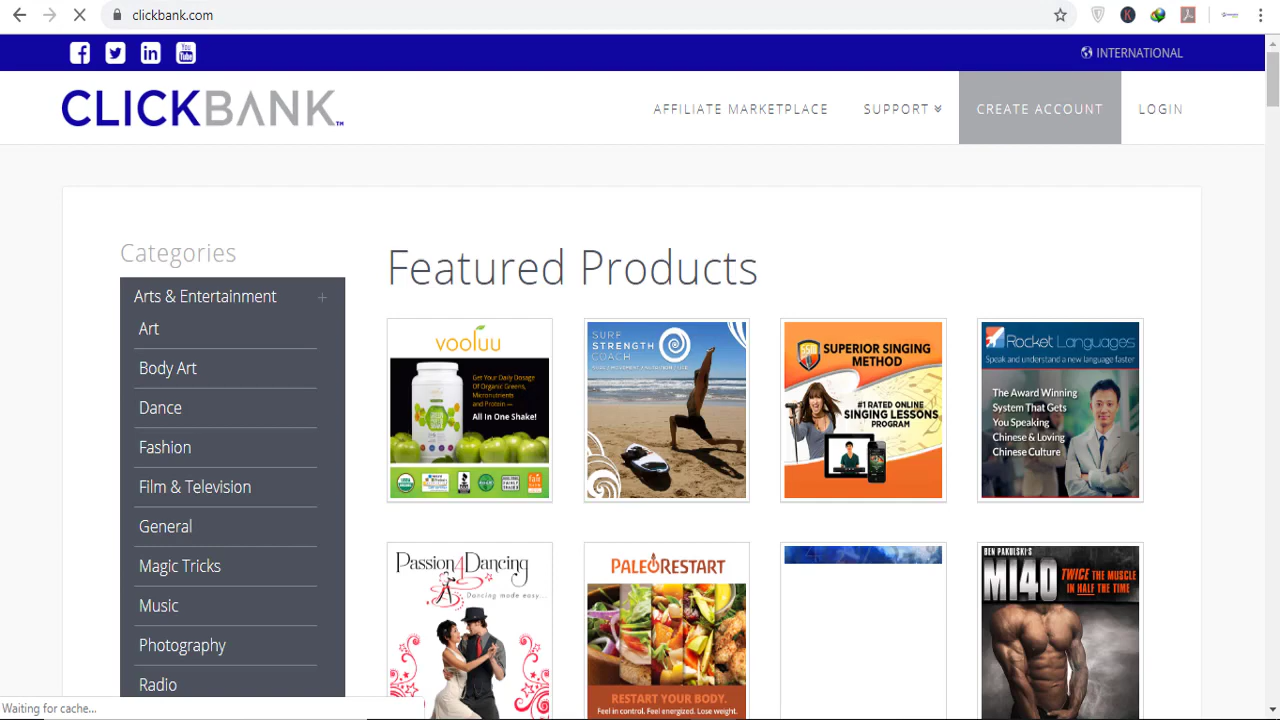 clickbank.com
You
Tube
INTERNATIONAL
CLICKBANK™
AFFILIATE MARKETPLACE
SUPPORT
CREATE ACCOUNT
LOGIN
Categories
Arts & Entertainment +
Art
Body Art
Dance
Fashion
Film & Television
General
Magic Tricks
Music
Photography
Radio
Featured Products
vooluu
Get Your Daily Dosage
Of Organic Greens,
Micronutrients
and Protein —
All In One Shake!
SURF
STRENGTH
COACH
SUPERIOR SINGING
METHOD
#1 RATED ONLINE
SINGING LESSONS
PROGRAM
Rocket Languages
Speak and understand a new language faster
The Award Winning
System That Gets
You Speaking
Chinese & Loving
Chinese Culture
Passion4Dancing
Dancing made easy...
PALEORESTART
RESTART YOUR BODY.
Feel in control. Feel energized. Lose weight.
BEN PAKULSKI'S
MI40 TWICE THE MUSCLE
IN HALF THE TIME
Waiting for cache...